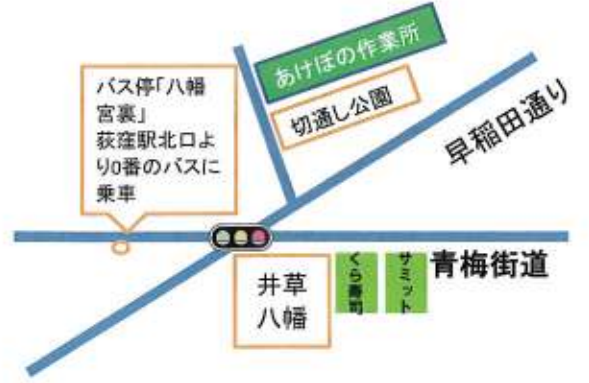 あけぼの作業所
切通し公園
バス停「八幡
宮裏」
荻窪駅北口よ
り0番のバスに
乗車
早稲田通り
青梅街道
井草
八幡
くら寿司
サミット